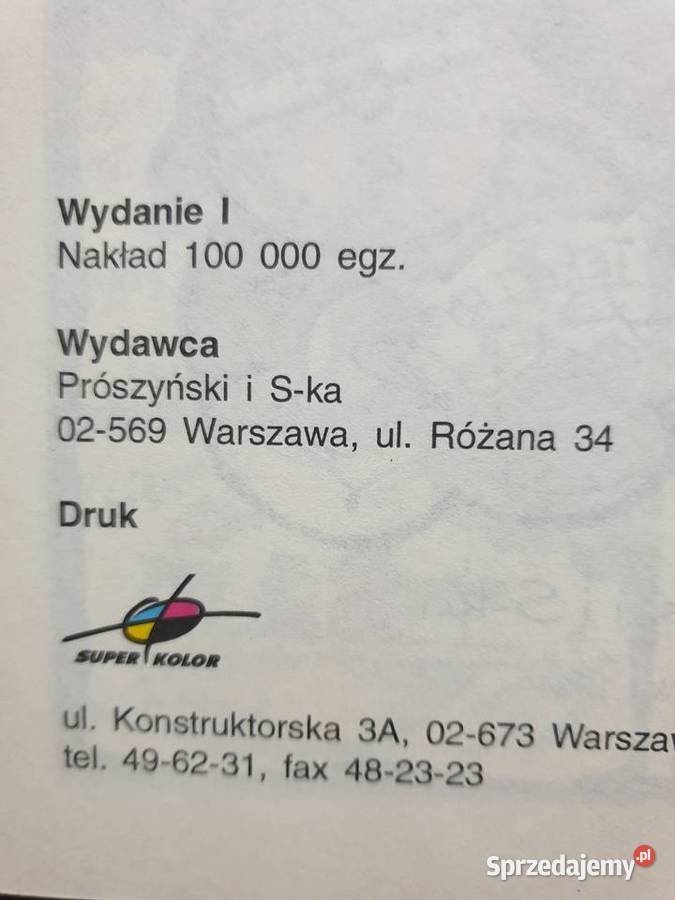 Wydanie I
Nakład 100 000 egz.
Wydawca
Prószyński i S-ka
02-569 Warszawa, ul. Różana 34
Druk
SUPER KOLOR
ul. Konstruktorska 3A, 02-673 Warszaw
tel. 49-62-31, fax 48-23-23
Sprzedajemy.pl